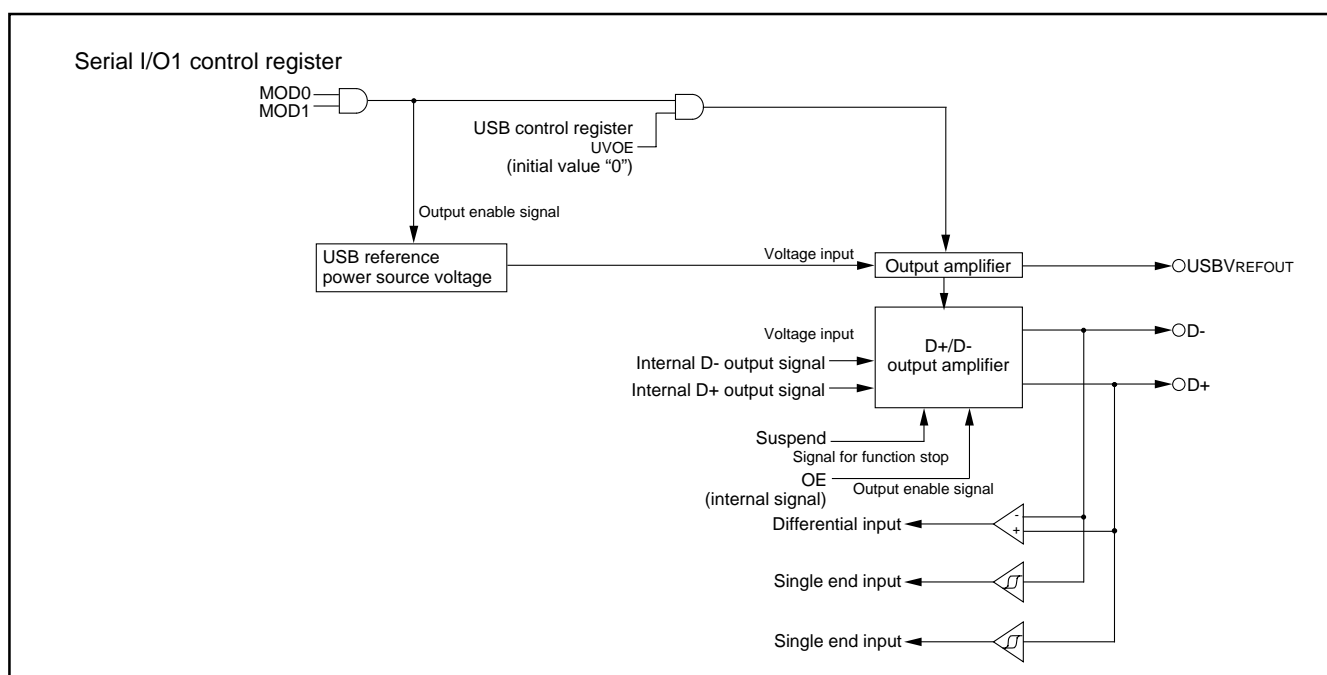 Serial I/O1 control register
MOD0
MOD1
USB control register
UVOE
(initial value “0”)
Output enable signal
USB reference
power source voltage
Voltage input
Output amplifier
USBVREFOUT
Voltage input
D+/D-
output amplifier
D-
Internal D- output signal
Internal D+ output signal
D+
Suspend
Signal for function stop
OE
(internal signal)
Output enable signal
Differential input
-
+
Single end input
Single end input